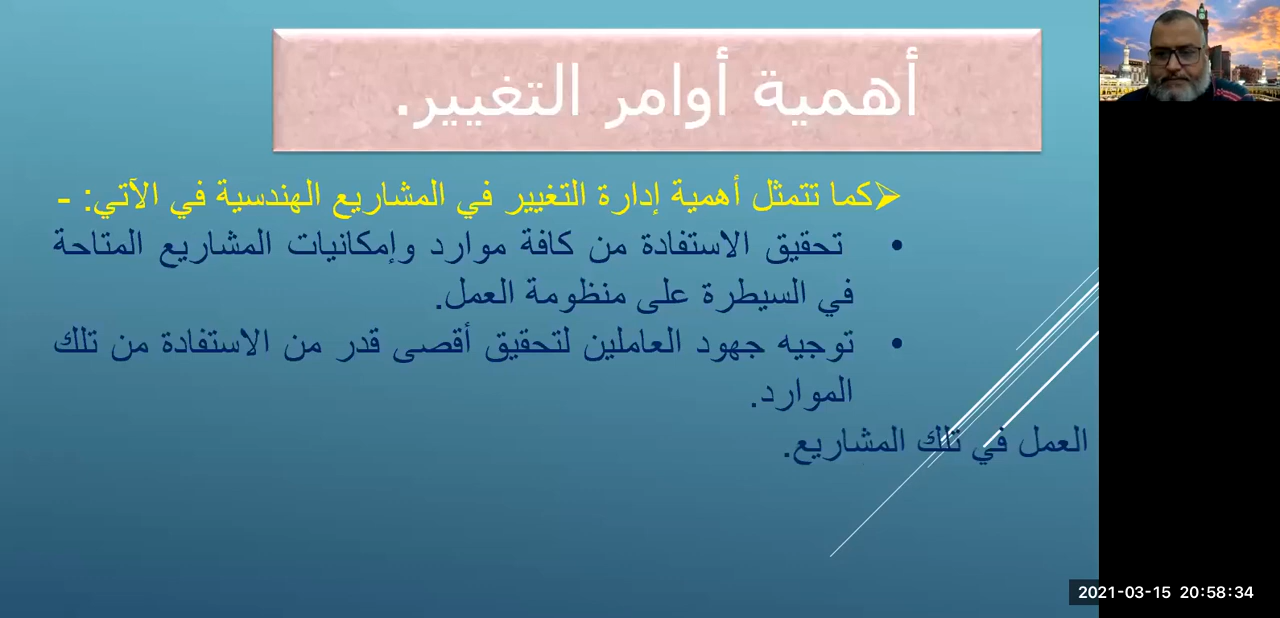 أهمية أوامر التغيير.
كما تتمثل أهمية إدارة التغيير في المشاريع الهندسية في الآتي: -
• تحقيق الاستفادة من كافة موارد وإمكانيات المشاريع المتاحة
في السيطرة على منظومة العمل.
• توجيه جهود العاملين لتحقيق أقصى قدر من الاستفادة من تلك
الموارد.
العمل في تلك المشاريع.
2021-03-15 20:58:34